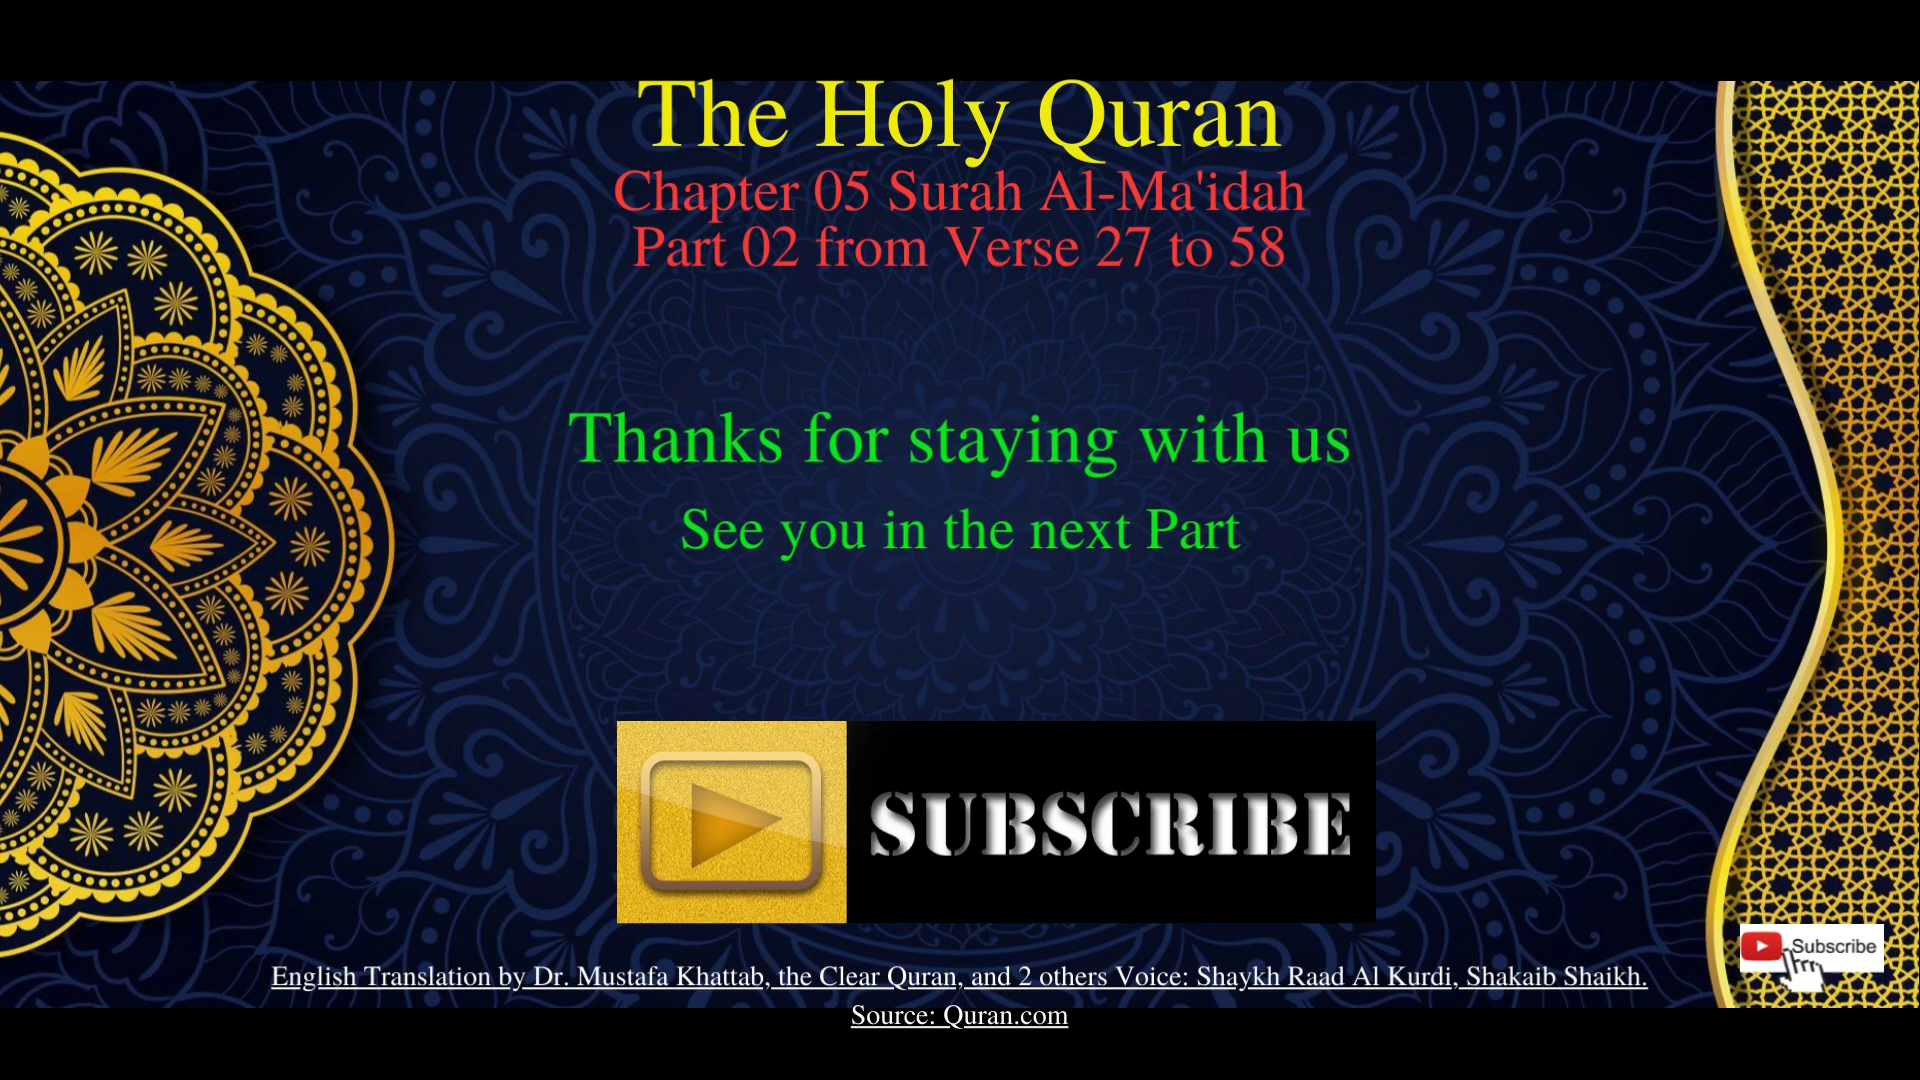 The Holy Quran
Chapter 05 Surah Al-Ma'idah
Part 02 from Verse 27 to 58
Thanks for staying with us
See you in the next Part
SUBSCRIBE
Subscribe
English Translation by Dr. Mustafa Khattab, the Clear Quran, and 2 others Voice: Shaykh Raad Al Kurdi, Shakaib Shaikh.
Source: Quran.com